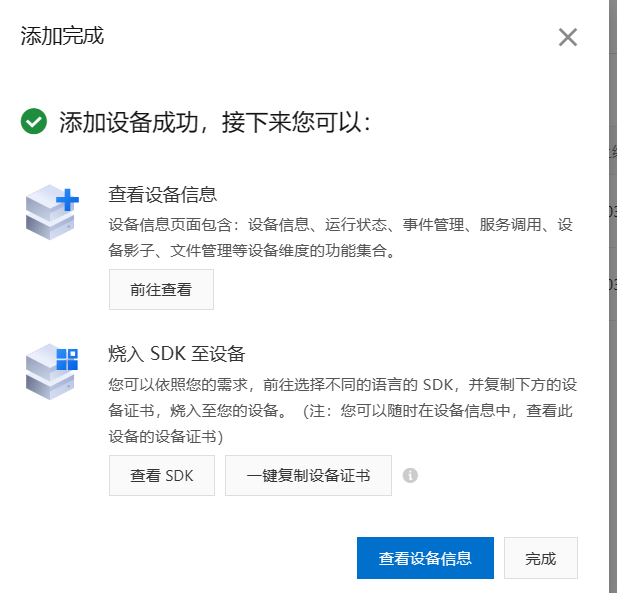 添加完成
添加设备成功，接下来您可以：
查看设备信息
设备信息页面包含：设备信息、运行状态、事件管理、服务调用、设
备影子、文件管理等设备维度的功能集合。
前往查看
烧入 SDK 至设备
您可以依照您的需求，前往选择不同的语言的 SDK，并复制下方的设
备证书，烧入至您的设备。（注：您可以随时在设备信息中，查看此
设备的设备证书）
查看 SDK
一键复制设备证书
查看设备信息
完成